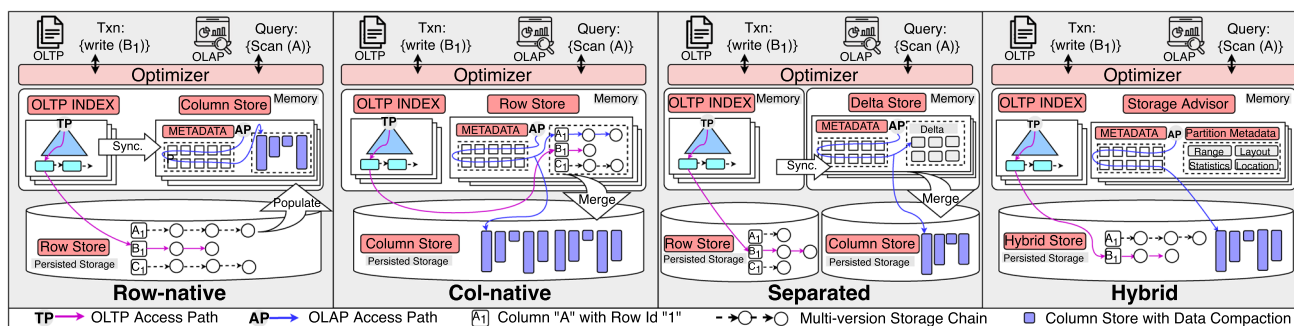 Txn:
{write (B1)}
Query:
{Scan (A)}
OLTP
OLAP
Optimizer
OLTP INDEX
Column Store
Memory
TP
METADATA
AP
Sync.
Populate
Row Store
Persisted Storage
A1
B1
C1
Row-native
Txn:
{write (B1)}
Query:
{Scan (A)}
OLTP
OLAP
Optimizer
OLTP INDEX
Row Store
Memory
TP
METADATA
AP
A1
B1
C1
Merge
Column Store
Persisted Storage
Col-native
Txn:
{write (B1)}
Query:
{Scan (A)}
OLTP
OLAP
Optimizer
OLTP INDEX
Memory
Delta Store
Memory
TP
METADATA
AP
Delta
Sync.
Merge
Row Store
Persisted Storage
A1
B1
C1
Column Store
Persisted Storage
Separated
Txn:
{write (B1)}
Query:
{Scan (A)}
OLTP
OLAP
Optimizer
OLTP INDEX
Storage Advisor
Memory
TP
METADATA
AP
Partition Metadata
Range
Layout
Statistics
Location
Hybrid Store
Persisted Storage
A1
B1
Hybrid
TP OLTP Access Path
AP OLAP Access Path
A1 Column "A" with Row Id "1"
Multi-version Storage Chain
Column Store with Data Compaction